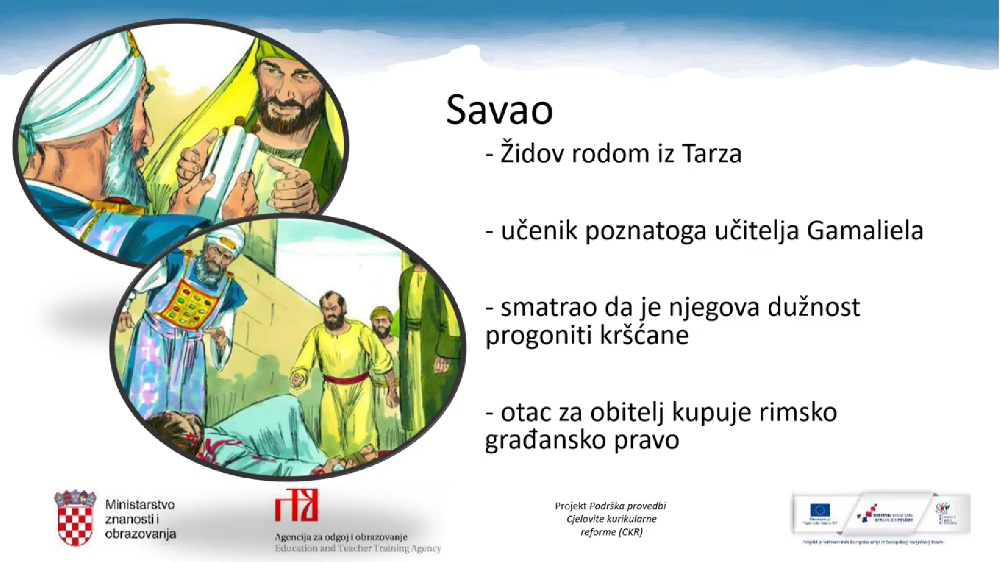 Savao
- Židov rodom iz Tarza
- učenik poznatoga učitelja Gamaliela
- smatrao da je njegova dužnost
progoniti kršćane
- otac za obitelj kupuje rimsko
građansko pravo
Ministarstvo
znanosti i
obrazovanja
Agencija za odgoj i obrazovanje
Education and Teacher Training Agency
Projekt Podrška provedbi
Cjelovite kurikularne
reforme (CKR)